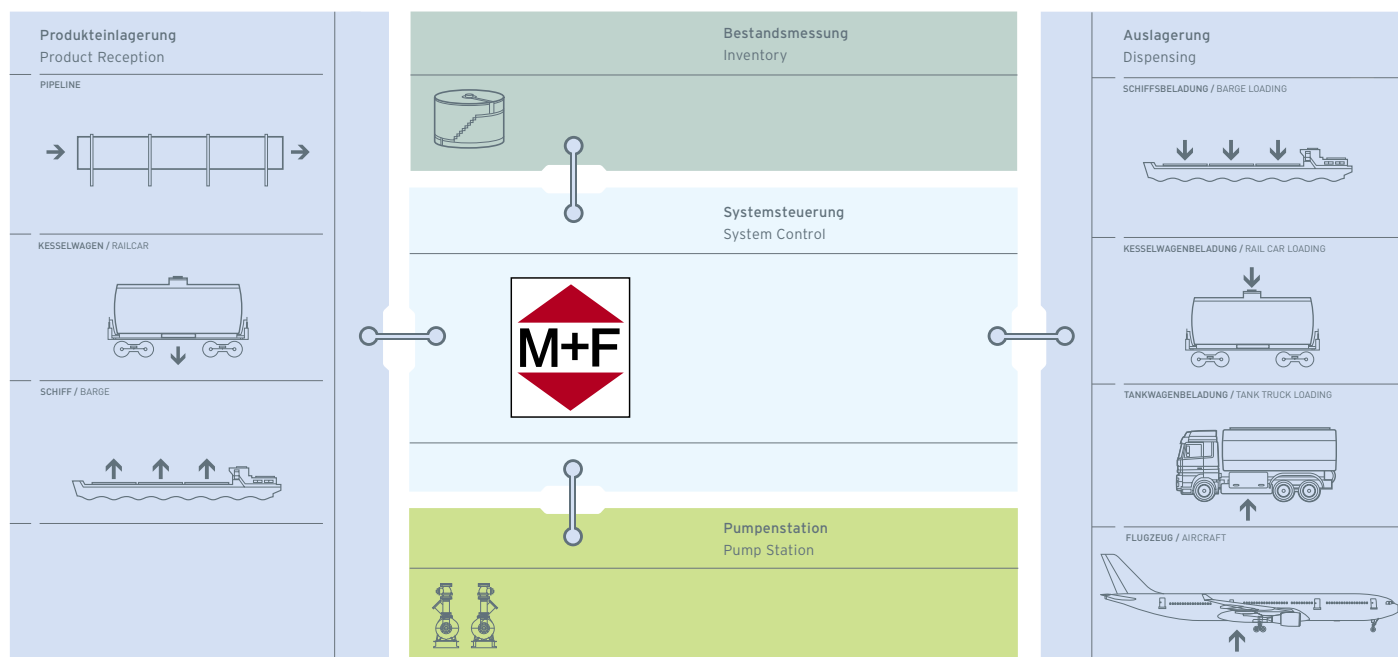 Produkteinlagerung
Product Reception
PIPELINE
KESSELWAGEN / RAILCAR
SCHIFF / BARGE
Bestandsmessung
Inventory
Systemsteuerung
System Control
M+F
Pumpenstation
Pump Station
Auslagerung
Dispensing
SCHIFFSBELADUNG / BARGE LOADING
KESSELWAGENBELADUNG / RAIL CAR LOADING
TANKWAGENBELADUNG / TANK TRUCK LOADING
FLUGZEUG / AIRCRAFT